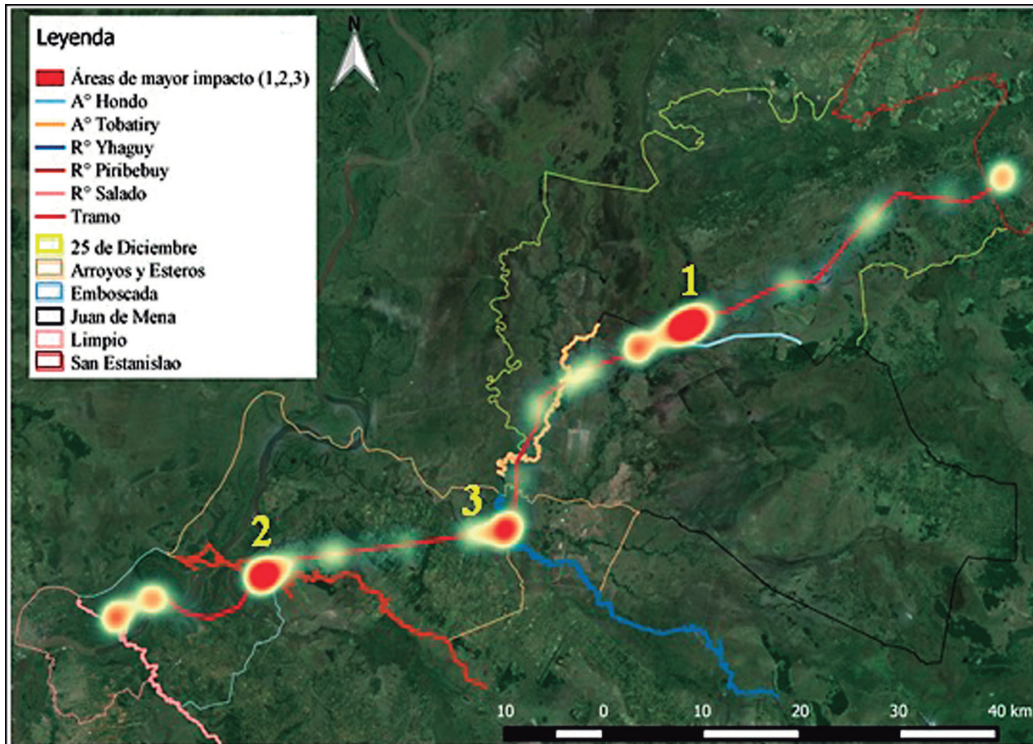 Leyenda
Áreas de mayor impacto (1,2,3)
A° Hondo
A° Tobatiry
R° Yhaguy
R° Piribebuy
R° Salado
Tramo
25 de Diciembre
Arroyos y Esteros
Emboscada
Juan de Mena
Limpio
San Estanislao
N
1
2
3
10 0 10 20 30 40 km